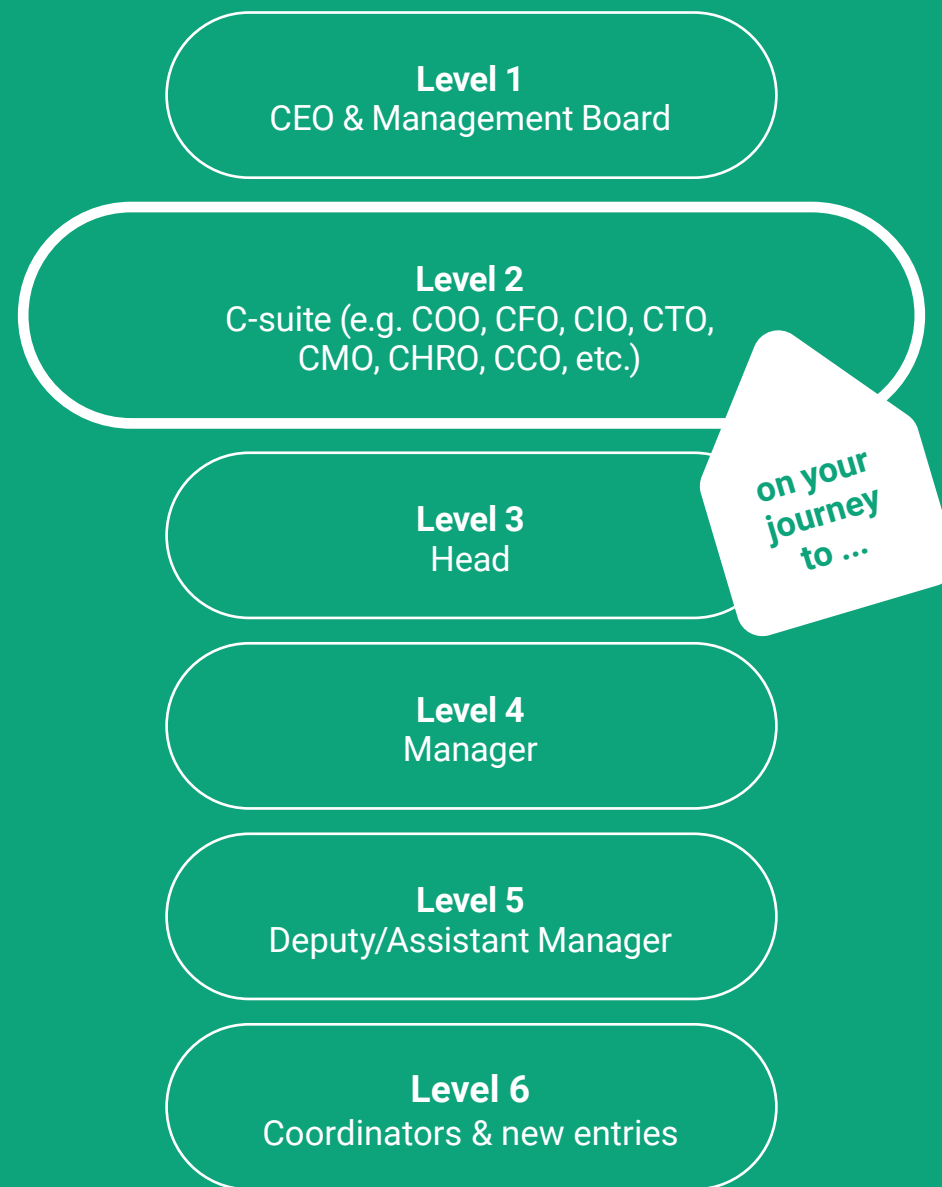 Level 1
CEO & Management Board
Level 2
C-suite (e.g. COO, CFO, CIO, CTO,
CMO, CHRO, CCO, etc.)
on your
journey
to ...
Level 3
Head
Level 4
Manager
Level 5
Deputy/Assistant Manager
Level 6
Coordinators & new entries